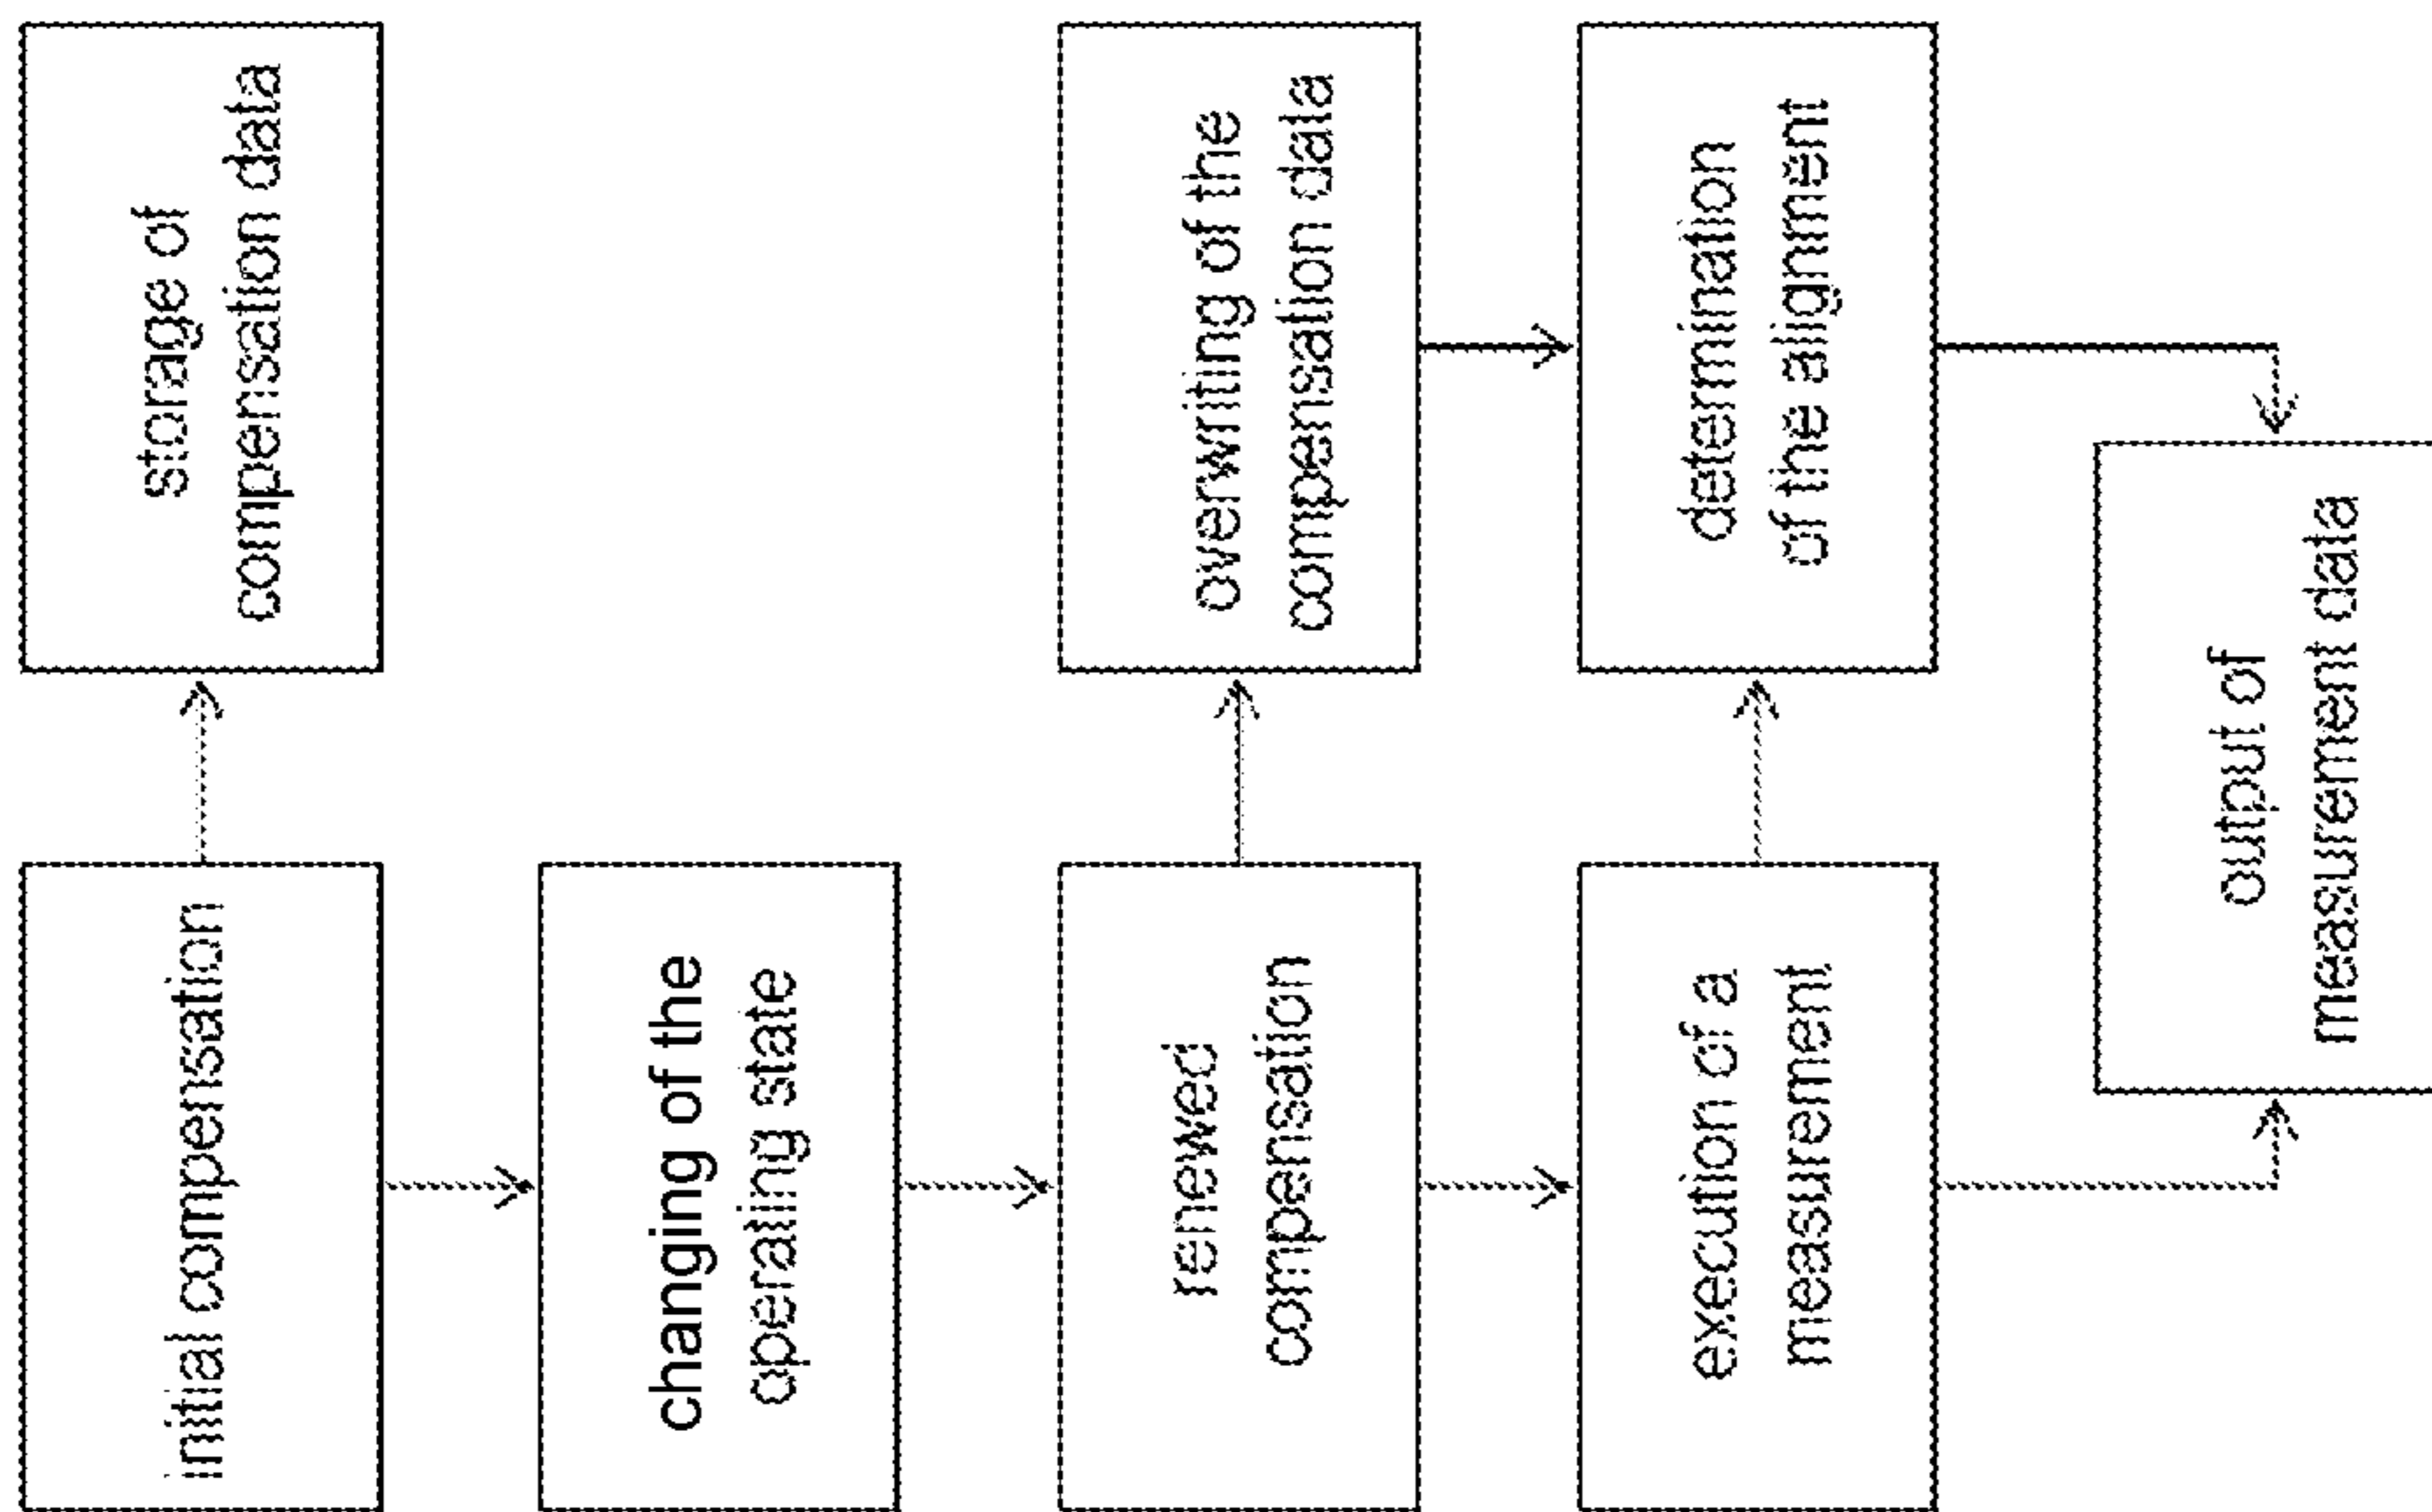 initial compensation
storage of
compensation data
changing of the
operating state
renewed
compensation
overwriting of the
compensation data
execution of a
measurement
determination
of the alignment
output of
measurement data